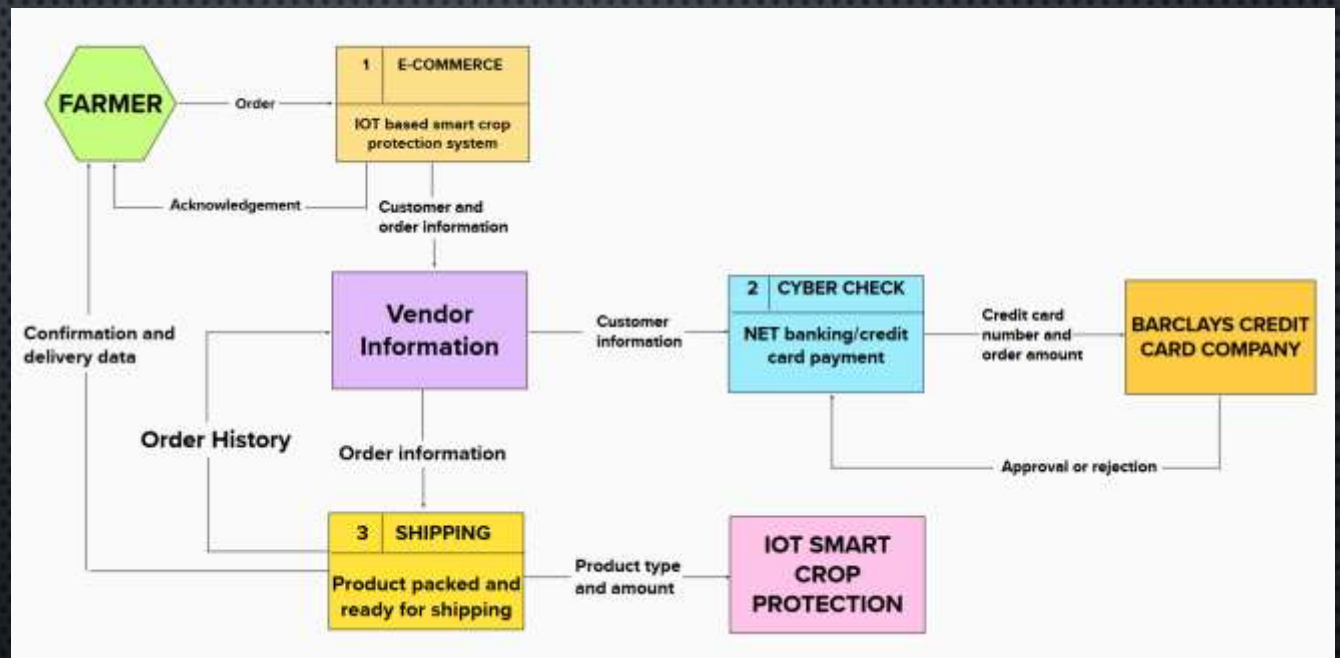 FARMER
Order
1 E-COMMERCE
IOT based smart crop
protection system
Acknowledgement
Customer and
order information
Vendor
Information
Customer
information
2 CYBER CHECK
NET banking/credit
card payment
Credit card
number and
order amount
BARCLAYS CREDIT
CARD COMPANY
Confirmation and
delivery data
Order History
Order information
Approval or rejection
3 SHIPPING
Product packed and
ready for shipping
Product type
and amount
IOT SMART
CROP
PROTECTION